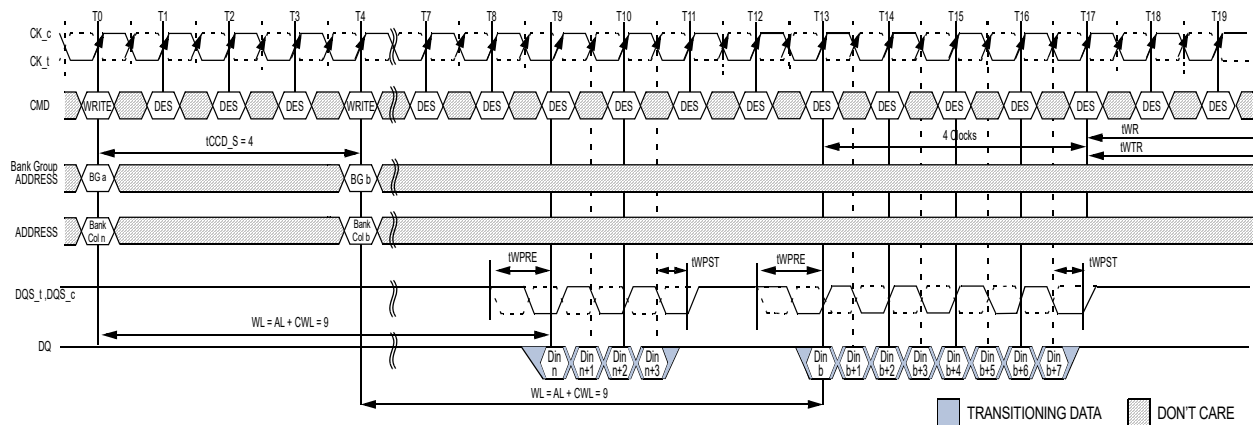 T0 T1 T2 T3 T4 T7 T8 T9 T10 T11 T12 T13 T14 T15 T16 T17 T18 T19
CK_c
CK_t
CMD WRITE DES DES DES WRITE DES DES DES DES DES DES DES DES DES DES DES DES DES
tCCD_S = 4
4 Clocks
tWR
tWTR
Bank Group
ADDRESS
BG a
BG b
ADDRESS
Bank
Col n
Bank
Col b
tWPRE
tWPST
tWPRE
tWPST
DQS_t ,DQS_c
WL = AL + CWL = 9
DQ
Din
n
Din
n+1
Din
n+2
Din
n+3
Din
b
Din
b+1
Din
b+2
Din
b+3
Din
b+4
Din
b+5
Din
b+6
Din
b+7
WL = AL + CWL = 9
TRANSITIONING DATA
DON'T CARE